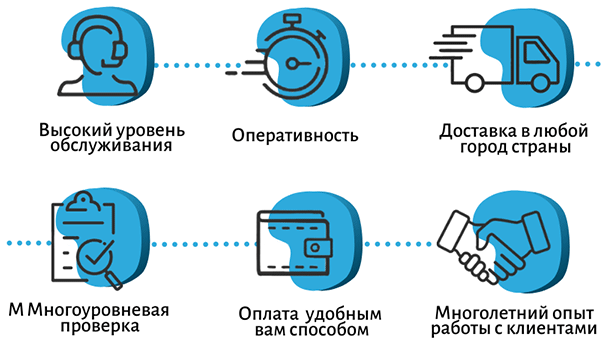 Высокий уровень
обслуживания
Оперативность
Доставка в любой
город страны
М Многоуровневая
проверка
Оплата удобным
вам способом
Многолетний опыт
работы с клиентами